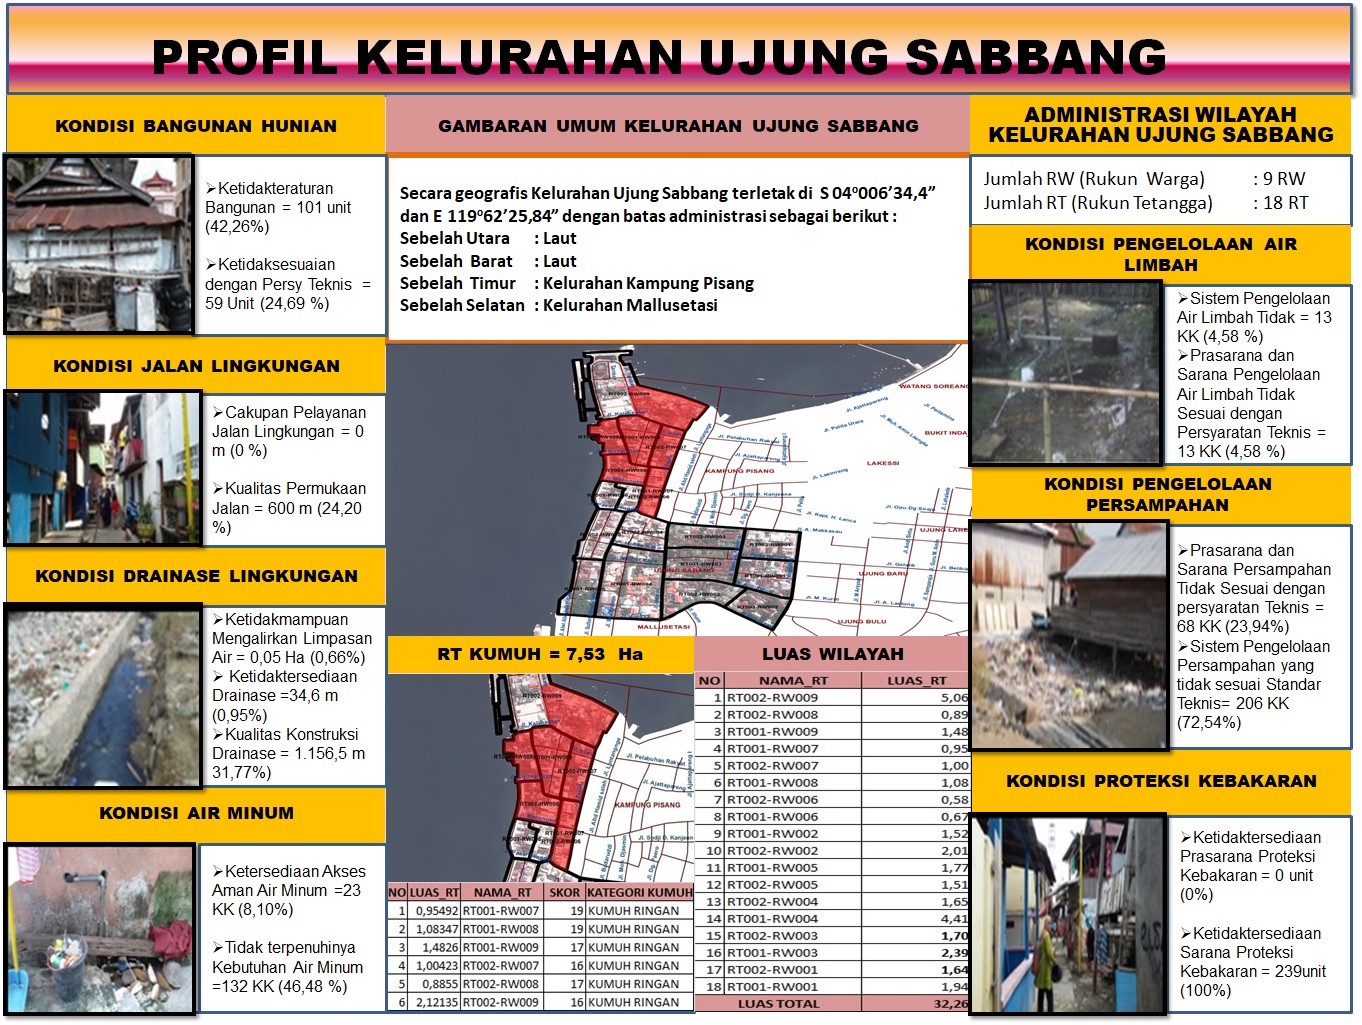 PROFIL KELURAHAN UJUNG SABBANG
KONDISI BANGUNAN HUNIAN
➢Ketidakteraturan
Bangunan = 101 unit
(42,26%)
➢Ketidaksesuaian
dengan Persy Teknis =
59 Unit (24,69 %)
KONDISI JALAN LINGKUNGAN
➢Cakupan Pelayanan
Jalan Lingkungan = 0
m (0 %)
➢Kualitas Permukaan
Jalan = 600 m (24,20
%)
KONDISI DRAINASE LINGKUNGAN
➢Ketidakmampuan
Mengalirkan Limpasan
Air = 0,05 Ha (0,66%)
➢ Ketidaktersediaan
Drainase =34,6 m
(0,95%)
➢Kualitas Konstruksi
Drainase = 1.156,5 m
31,77%)
KONDISI AIR MINUM
➢Ketersediaan Akses
Aman Air Minum =23
KK (8,10%)
➢Tidak terpenuhinya
Kebutuhan Air Minum
=132 KK (46,48 %)
GAMBARAN UMUM KELURAHAN UJUNG SABBANG
Secara geografis Kelurahan Ujung Sabbang terletak di S 04º006’34,4”
dan E 119º62’25,84” dengan batas administrasi sebagai berikut :
Sebelah Utara : Laut
Sebelah Barat : Laut
Sebelah Timur : Kelurahan Kampung Pisang
Sebelah Selatan : Kelurahan Mallusetasi
WATANG SOREANG
BUKIT INDA
LAKESSI
KAMPUNG PISANG
UJUNG LAKE
UJUNG BARU
UJUNG BULU
MALLUSETASI
UJUNG SABANG
Jl. Pelabuhan Rakyat
Jl. Ajattapareng
Jl. Lakinrang
Jl. Pelita Utara
RT KUMUH = 7,53 Ha
KAMPUNG PISANG
Jl. Pelabuhan Rakyat
NO LUAS_RT NAMA_RT SKOR KATEGORI KUMUH
1 0,95492 RT001-RW007 19 KUMUH RINGAN
2 1,08347 RT001-RW008 19 KUMUH RINGAN
3 1,4826 RT001-RW009 17 KUMUH RINGAN
4 1,00423 RT002-RW007 16 KUMUH RINGAN
5 0,8855 RT002-RW008 17 KUMUH RINGAN
6 2,12135 RT002-RW009 16 KUMUH RINGAN
LUAS WILAYAH
NO NAMA_RT LUAS_RT
1 RT002-RW009 5,06
2 RT002-RW008 0,89
3 RT001-RW009 1,48
4 RT001-RW007 0,95
5 RT002-RW007 1,00
6 RT001-RW008 1,08
7 RT002-RW006 0,58
8 RT001-RW006 0,67
9 RT001-RW002 1,52
10 RT002-RW002 2,01
11 RT001-RW005 1,77
12 RT002-RW005 1,51
13 RT002-RW004 1,65
14 RT001-RW004 4,41
15 RT002-RW003 1,70
16 RT001-RW003 2,39
17 RT002-RW001 1,64
18 RT001-RW001 1,94
LUAS TOTAL 32,26
ADMINISTRASI WILAYAH
KELURAHAN UJUNG SABBANG
Jumlah RW (Rukun Warga) : 9 RW
Jumlah RT (Rukun Tetangga) : 18 RT
KONDISI PENGELOLAAN AIR
LIMBAH
➢Sistem Pengelolaan
Air Limbah Tidak = 13
KK (4,58 %)
➢Prasarana dan
Sarana Pengelolaan
Air Limbah Tidak
Sesuai dengan
Persyaratan Teknis =
13 KK (4,58 %)
KONDISI PENGELOLAAN
PERSAMPAHAN
➢Prasarana dan
Sarana Persampahan
Tidak Sesuai dengan
persyaratan Teknis =
68 KK (23,94%)
➢Sistem Pengelolaan
Persampahan yang
tidak sesuai Standar
Teknis= 206 KK
(72,54%)
KONDISI PROTEKSI KEBAKARAN
➢Ketidaktersediaan
Prasarana Proteksi
Kebakaran = 0 unit
(0%)
➢Ketidaktersediaan
Sarana Proteksi
Kebakaran = 239unit
(100%)